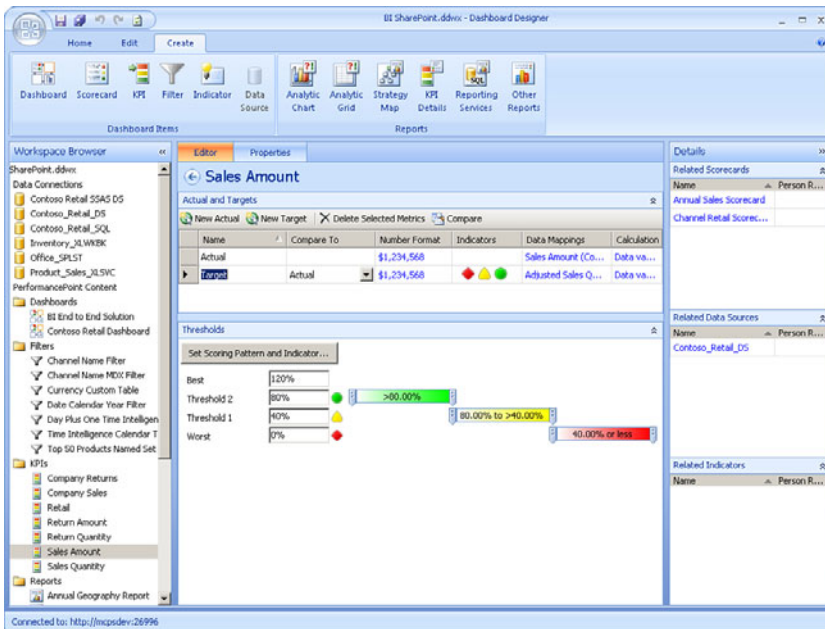 BI SharePoint.ddwx - Dashboard Designer
Home Edit Create
Dashboard Scorecard KPI Filter Indicator Data Source Analytic Chart Analytic Grid Strategy Map KPI Details Reporting Services Other Reports
Dashboard Items Reports
Workspace Browser
SharePoint.ddwx
Data Connections
Contoso Retail SSAS DS
Contoso_Retail_DS
Contoso_Retail_SQL
Inventory_XLWKBK
Office_SPLST
Product_Sales_XLSVC
PerformancePoint Content
Dashboards
BI End to End Solution
Contoso Retail Dashboard
Filters
Channel Name Filter
Channel Name MDX Filter
Currency Custom Table
Date Calendar Year Filter
Day Plus One Time Intelligen
Time Intelligence Calendar T
Top 50 Products Named Set
KPIs
Company Returns
Company Sales
Retail
Return Amount
Return Quantity
Sales Amount
Sales Quantity
Reports
Annual Geography Report
Editor Properties
Sales Amount
Actual and Targets
New Actual New Target Delete Selected Metrics Compare
Name Compare To Number Format Indicators Data Mappings Calculation
Actual $1,234,568 Sales Amount (Co... Data va...
Target Actual $1,234,568 Adjusted Sales Q... Data va...
Thresholds
Set Scoring Pattern and Indicator...
Best 120%
Threshold 2 80% >80.00%
Threshold 1 40% 80.00% to >40.00%
Worst 0% 40.00% or less
Details
Related Scorecards
Name Person R...
Annual Sales Scorecard
Channel Retail Scorec...
Related Data Sources
Name Person R...
Contoso_Retail_DS
Related Indicators
Name Person R...
Connected to: http://mcpsdev:26996